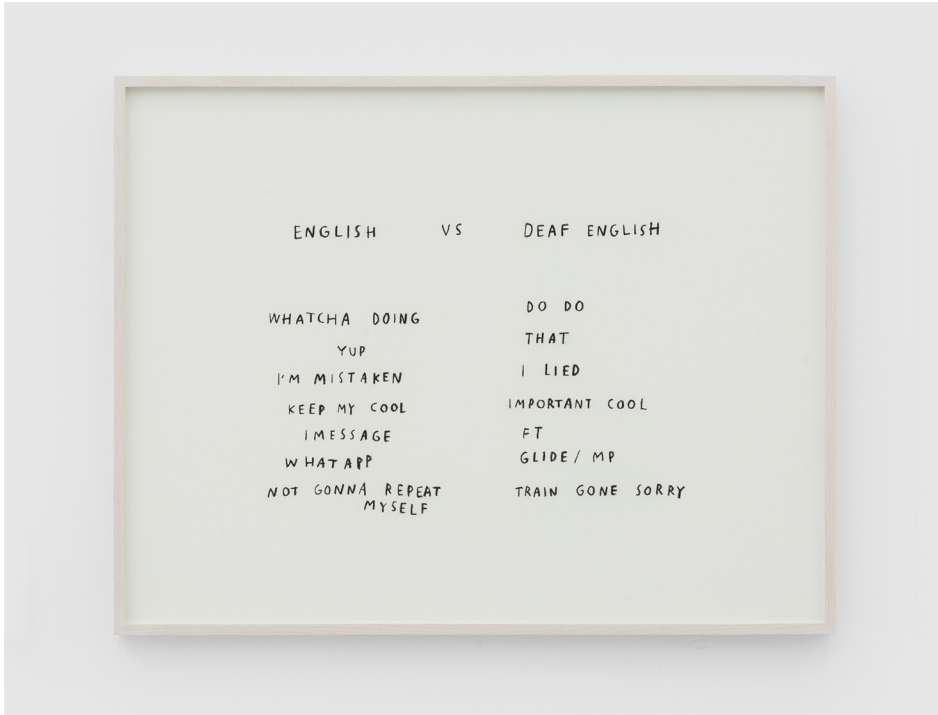 ENGLISH VS DEAF ENGLISH
WHATCHA DOING DO DO
YUP THAT
I'M MISTAKEN I LIED
KEEP MY COOL IMPORTANT COOL
IMESSAGE FT
WHATAPP GLIDE/ MP
NOT GONNA REPEAT TRAIN GONE SORRY
MYSELF